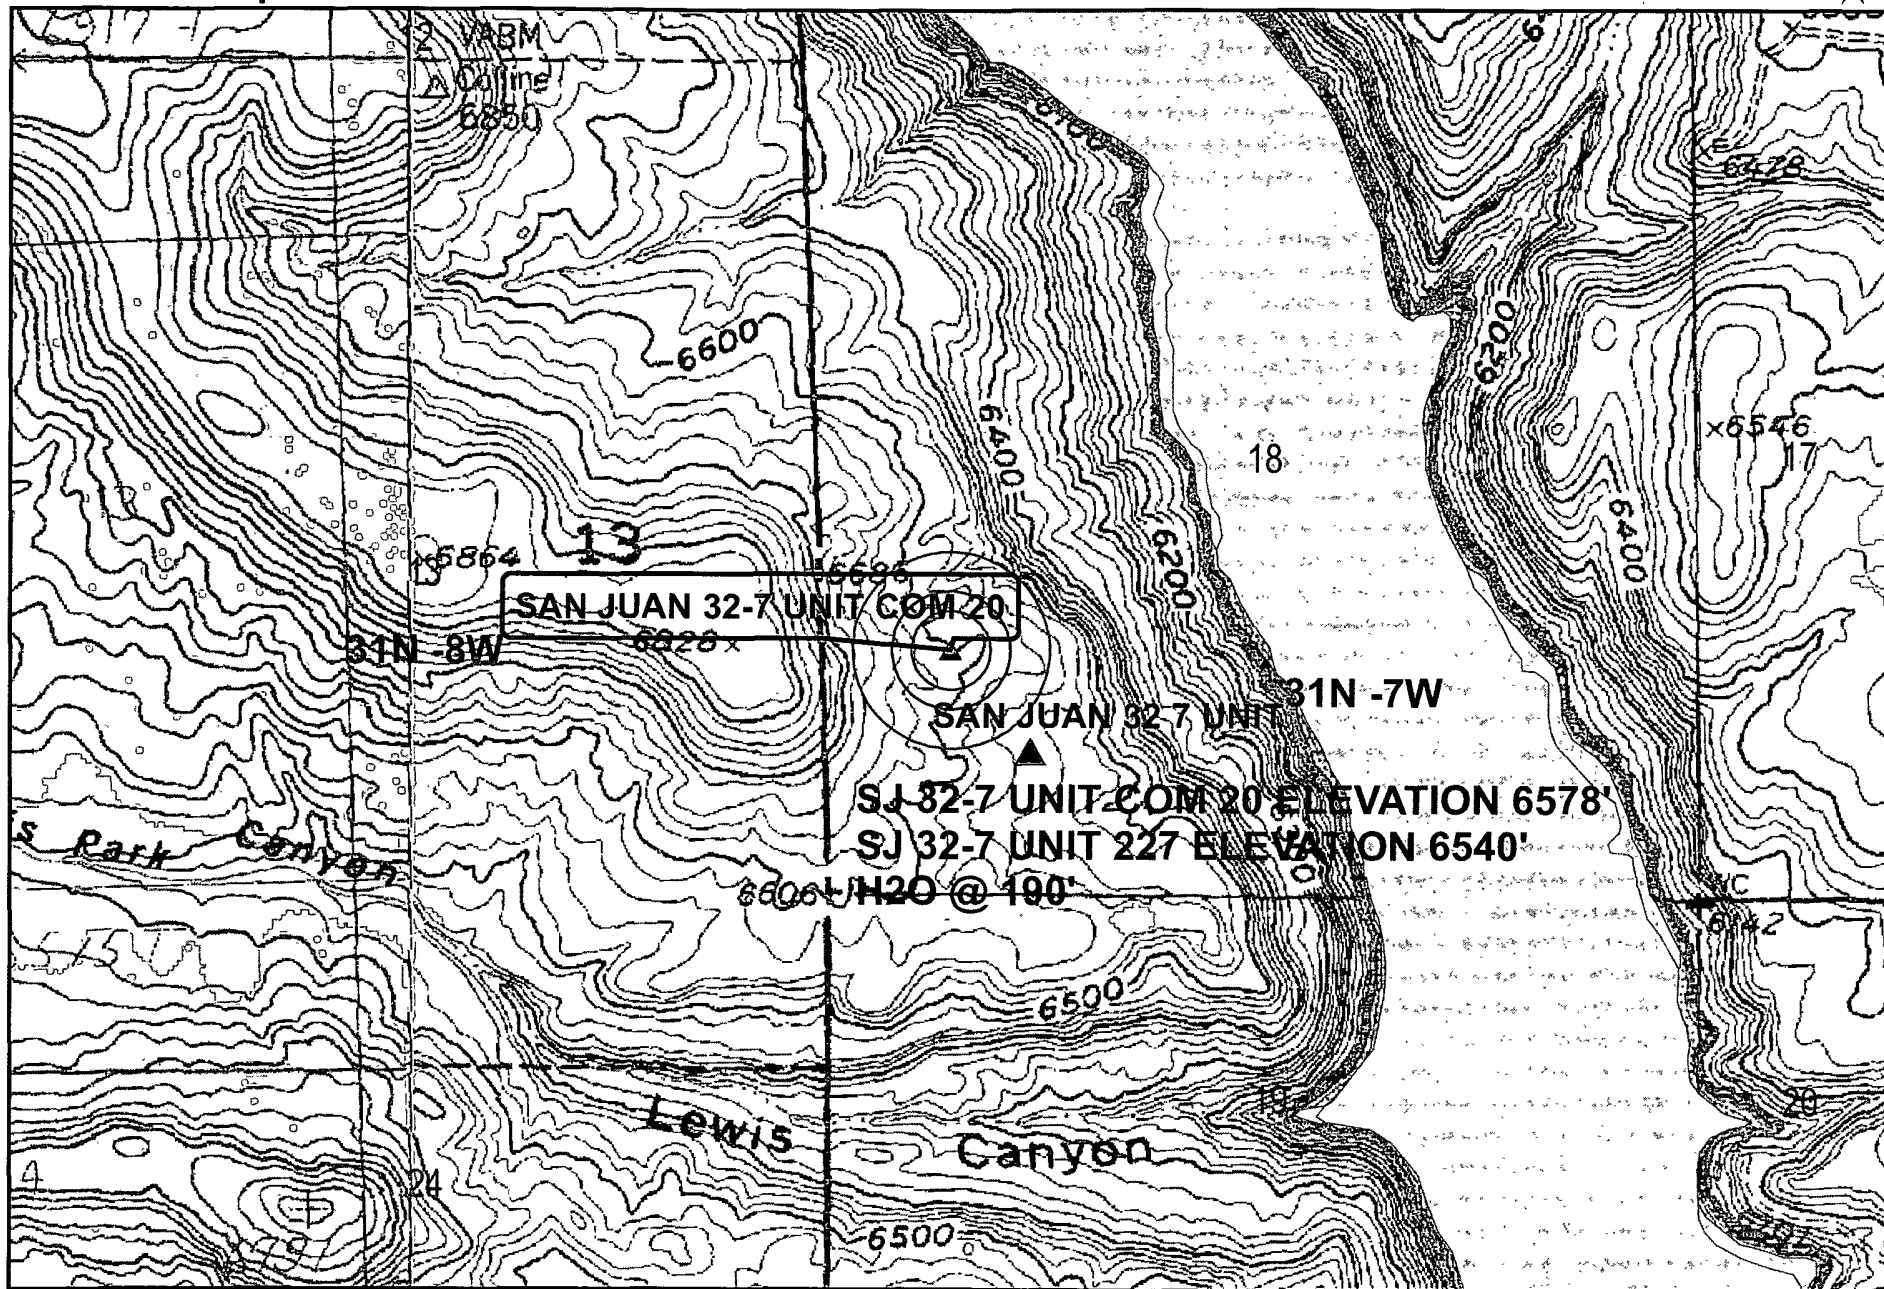 VABM
6850
6478
6600
6200
6400
×6546
18
17
6400
13
×6864
6200
6686
SAN JUAN 32-7 UNIT COM 20
6828×
31N -8W
31N -7W
SAN JUAN 32 7 UNIT
SJ 32-7 UNIT COM 20 ELEVATION 6578'
SJ 32-7 UNIT 227 ELEVATION 6540'
s Park Canyon
6606
H2O @ 190'
6142
6500
19
20
Lewis Canyon
24
6500